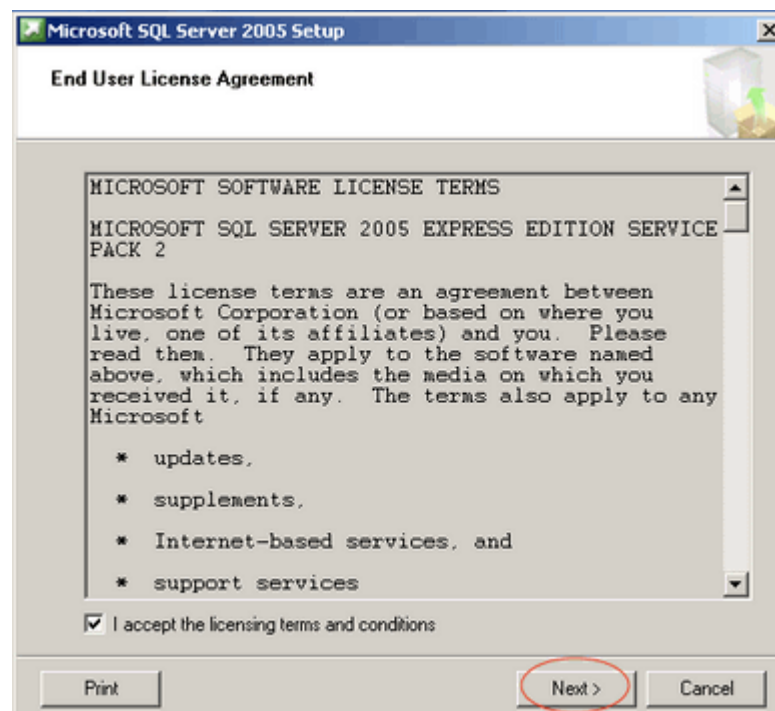 Microsoft SQL Server 2005 Setup
End User License Agreement
MICROSOFT SOFTWARE LICENSE TERMS
MICROSOFT SQL SERVER 2005 EXPRESS EDITION SERVICE
PACK 2
These license terms are an agreement between
Microsoft Corporation (or based on where you
live, one of its affiliates) and you.  Please
read them.  They apply to the software named
above, which includes the media on which you
received it, if any.  The terms also apply to any
Microsoft
* updates,
* supplements,
* Internet-based services, and
* support services
I accept the licensing terms and conditions
Print
Next >
Cancel